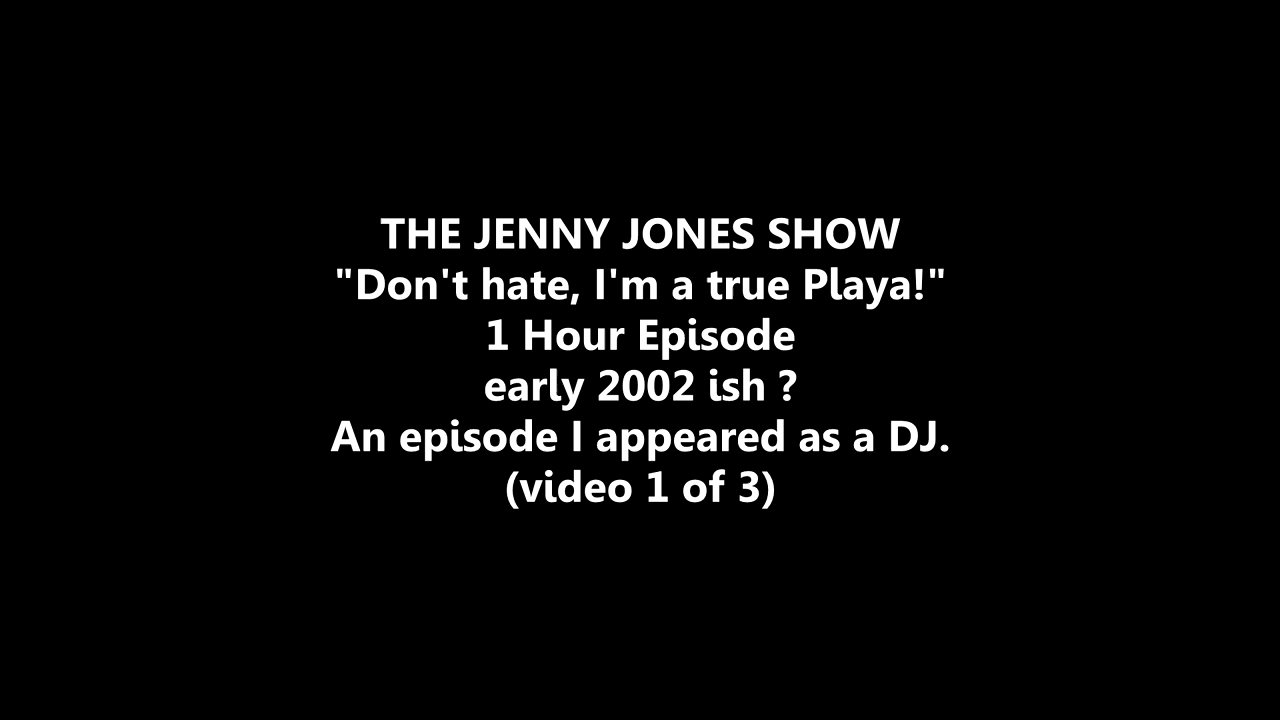 THE JENNY JONES SHOW
"Don't hate, I'm a true Playa!"
1 Hour Episode
early 2002 ish ?
An episode I appeared as a DJ.
(video 1 of 3)